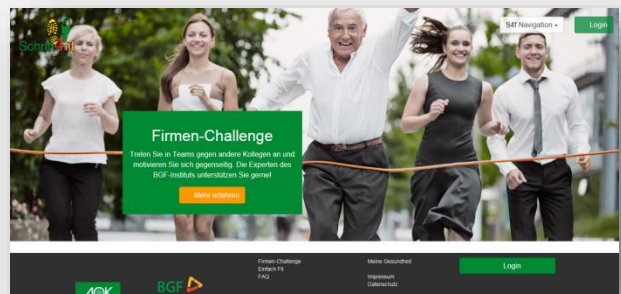 Schritt4fit
S4f Navigation
Login
Firmen-Challenge
Treten Sie in Teams gegen andere Kollegen an und
motivieren Sie sich gegenseitig. Die Experten des
BGF-Instituts unterstützen Sie gerne!
Mehr erfahren
Firmen-Challenge
Einfach Fit
FAQ
Meine Gesundheit
Impressum
Datenschutz
Login
AOK
BGF